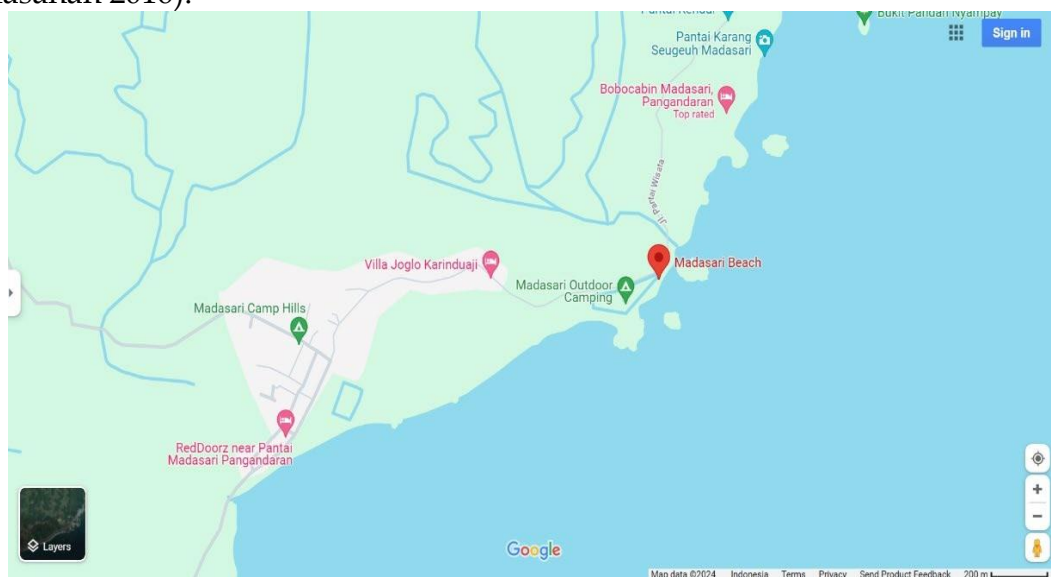 2016).
Sign in
Pantai Karang
Seugeuh Madasari
Bobocabin Madasari,
Pangandaran
Top rated
Jl. Pantai Wisata
Villa Joglo Karinduaji
Madasari Beach
Madasari Outdoor
Camping
Madasari Camp Hills
RedDoorz near Pantai
Madasari Pangandaran
Layers
Google
Map data ©2024 Indonesia Terms Privacy Send Product Feedback 200 m